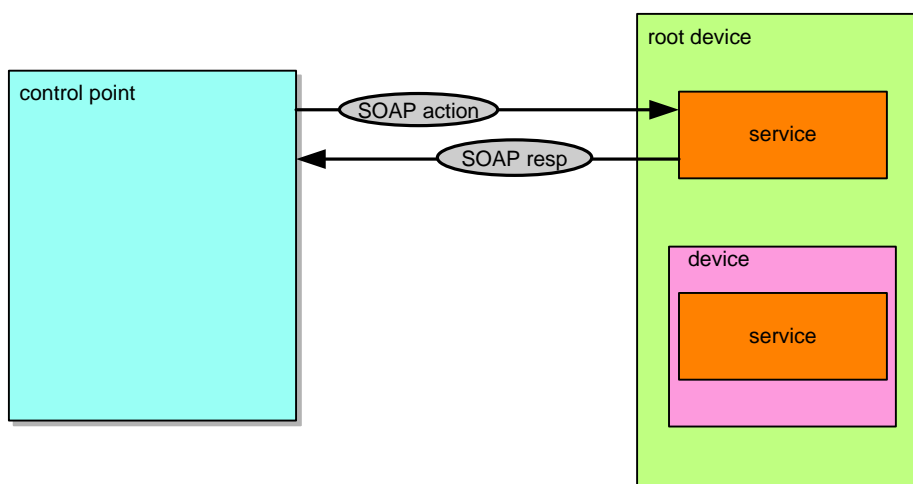 root device
control point
SOAP action
service
SOAP resp
device
service